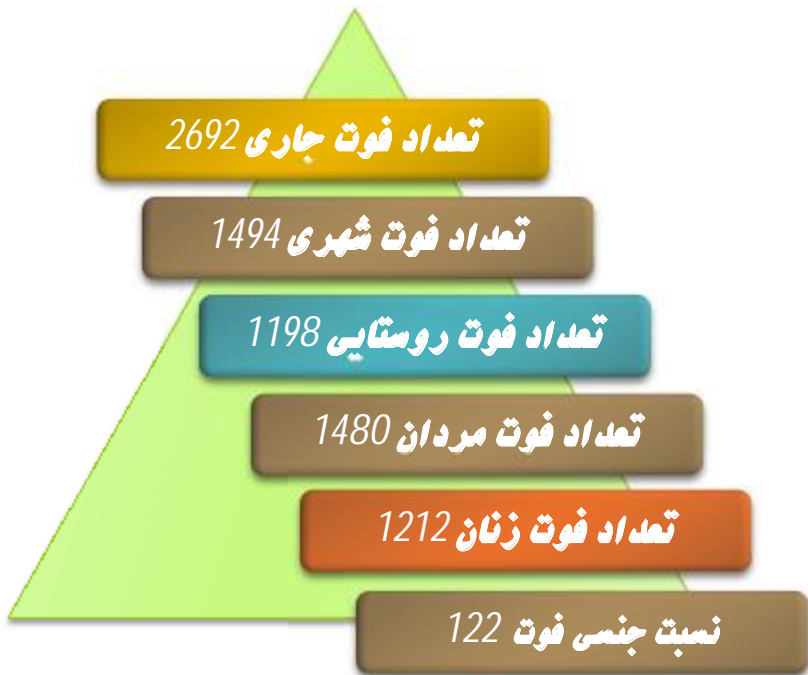 تعداد فوت جاری 2692
تعداد فوت شهری 1494
تعداد فوت روستایی 1198
تعداد فوت مردان 1480
تعداد فوت زنان 1212
نسبت جنسی فوت 122